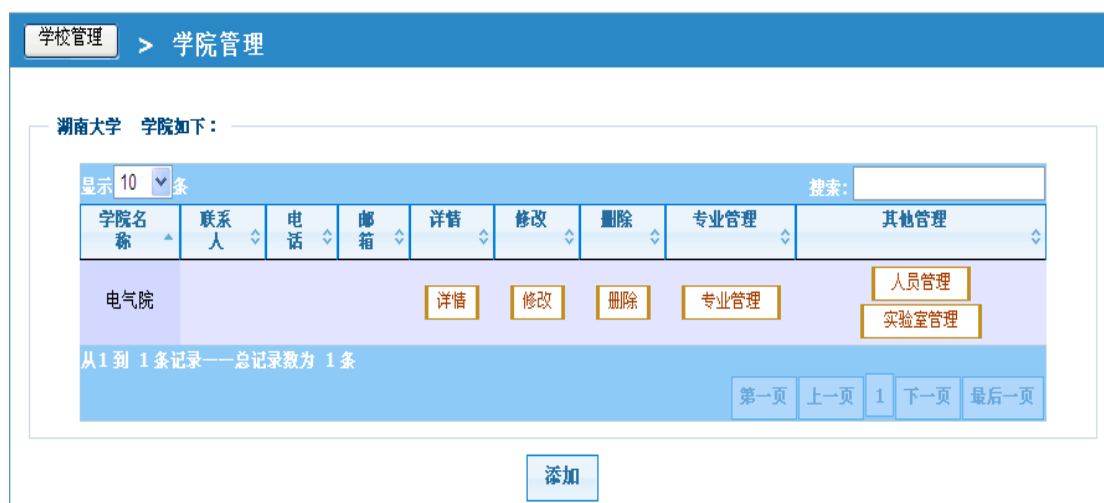 学校管理 > 学院管理
湖南大学 学院如下：
显示 10 条 搜索:
学院名称 联系人 电话 邮箱 详情 修改 删除 专业管理 其他管理
电气院 详情 修改 删除 专业管理 人员管理
实验室管理
从1 到 1 条记录——总记录数为 1 条
第一页 上一页 1 下一页 最后一页
添加